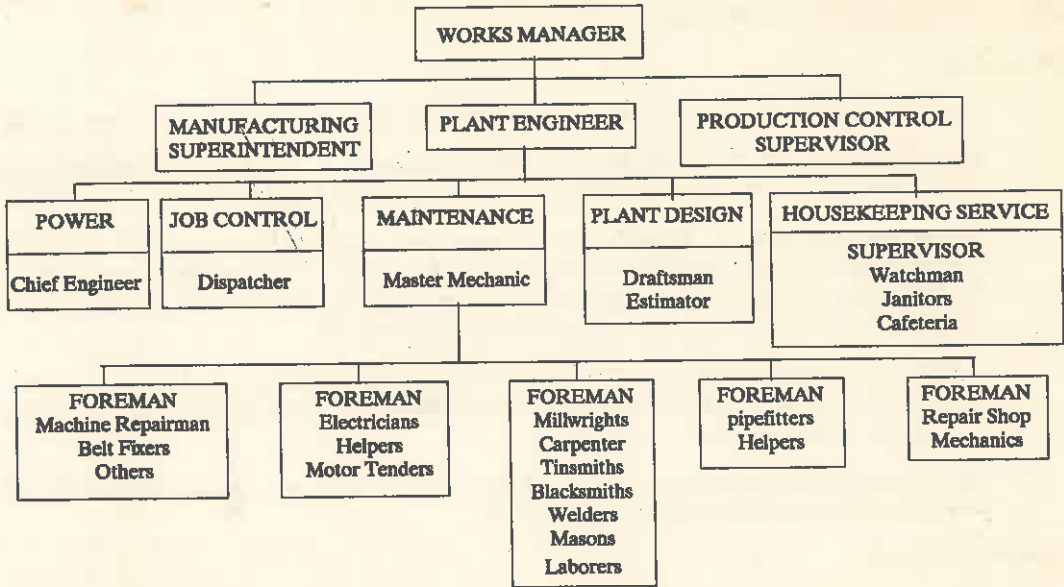 WORKS MANAGER
MANUFACTURING
SUPERINTENDENT
PLANT ENGINEER
PRODUCTION CONTROL
SUPERVISOR
POWER
Chief Engineer
JOB CONTROL
Dispatcher
MAINTENANCE
Master Mechanic
PLANT DESIGN
Draftsman
Estimator
HOUSEKEEPING SERVICE
SUPERVISOR
Watchman
Janitors
Cafeteria
FOREMAN
Machine Repairman
Belt Fixers
Others
FOREMAN
Electricians
Helpers
Motor Tenders
FOREMAN
Millwrights
Carpenter
Tinsmiths
Blacksmiths
Welders
Masons
Laborers
FOREMAN
pipefitters
Helpers
FOREMAN
Repair Shop
Mechanics